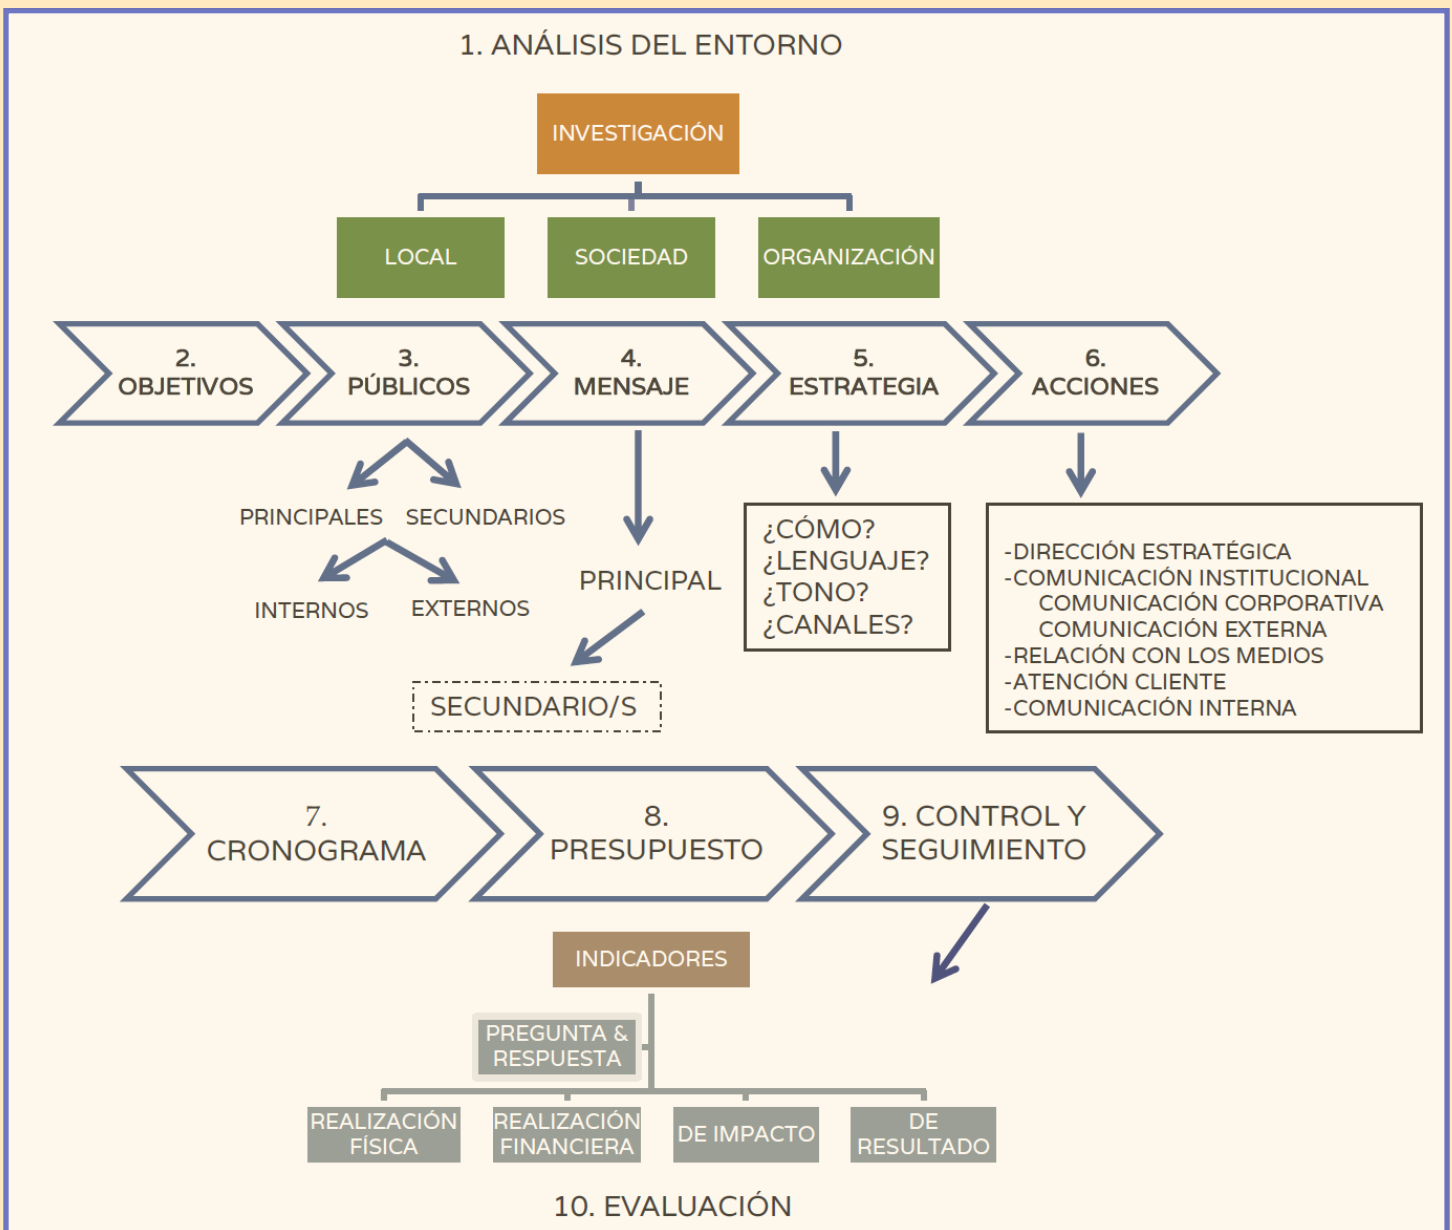 1. ANÁLISIS DEL ENTORNO
INVESTIGACIÓN
LOCAL
SOCIEDAD
ORGANIZACIÓN
2.
OBJETIVOS
3.
PÚBLICOS
4.
MENSAJE
5.
ESTRATEGIA
6.
ACCIONES
PRINCIPALES
SECUNDARIOS
INTERNOS
EXTERNOS
PRINCIPAL
SECUNDARIO/S
¿CÓMO?
¿LENGUAJE?
¿TONO?
¿CANALES?
-DIRECCIÓN ESTRATÉGICA
-COMUNICACIÓN INSTITUCIONAL
COMUNICACIÓN CORPORATIVA
COMUNICACIÓN EXTERNA
-RELACIÓN CON LOS MEDIOS
-ATENCIÓN CLIENTE
-COMUNICACIÓN INTERNA
7.
CRONOGRAMA
8.
PRESUPUESTO
9. CONTROL Y
SEGUIMIENTO
INDICADORES
PREGUNTA &
RESPUESTA
REALIZACIÓN
FÍSICA
REALIZACIÓN
FINANCIERA
DE IMPACTO
DE
RESULTADO
10. EVALUACIÓN